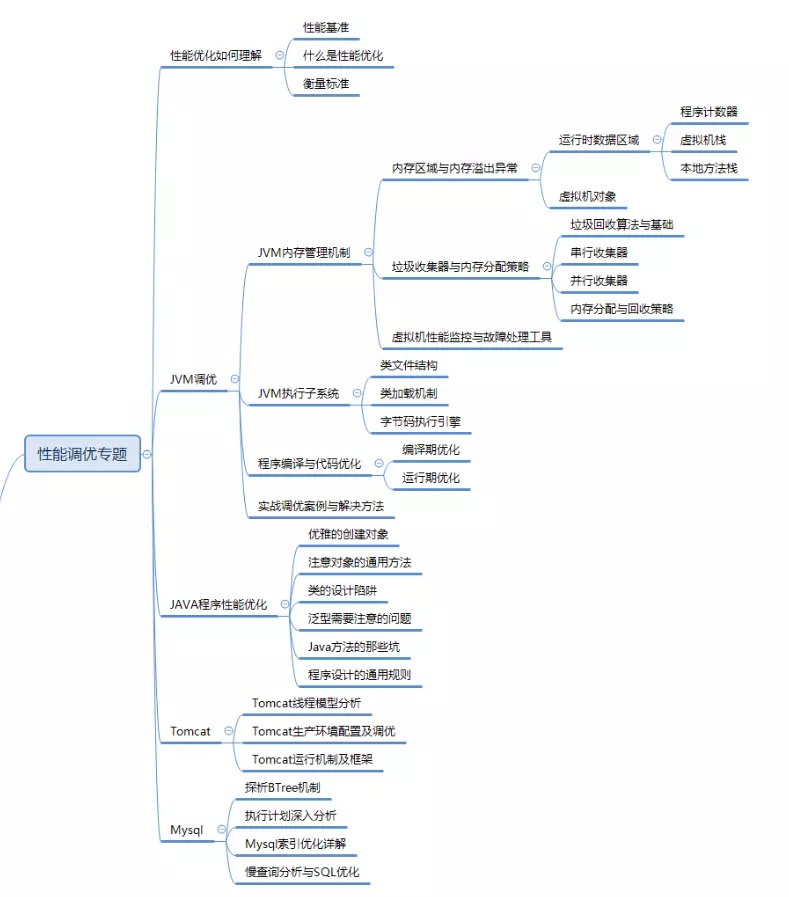 性能调优专题
性能优化如何理解
性能基准
什么是性能优化
衡量标准
JVM调优
JVM内存管理机制
内存区域与内存溢出异常
运行时数据区域
程序计数器
虚拟机栈
本地方法栈
虚拟机对象
垃圾收集器与内存分配策略
垃圾回收算法与基础
串行收集器
并行收集器
内存分配与回收策略
虚拟机性能监控与故障处理工具
JVM执行子系统
类文件结构
类加载机制
字节码执行引擎
程序编译与代码优化
编译期优化
运行期优化
实战调优案例与解决方法
JAVA程序性能优化
优雅的创建对象
注意对象的通用方法
类的设计陷阱
泛型需要注意的问题
Java方法的那些坑
程序设计的通用规则
Tomcat
Tomcat线程模型分析
Tomcat生产环境配置及调优
Tomcat运行机制及框架
Mysql
探析BTree机制
执行计划深入分析
Mysql索引优化详解
慢查询分析与SQL优化